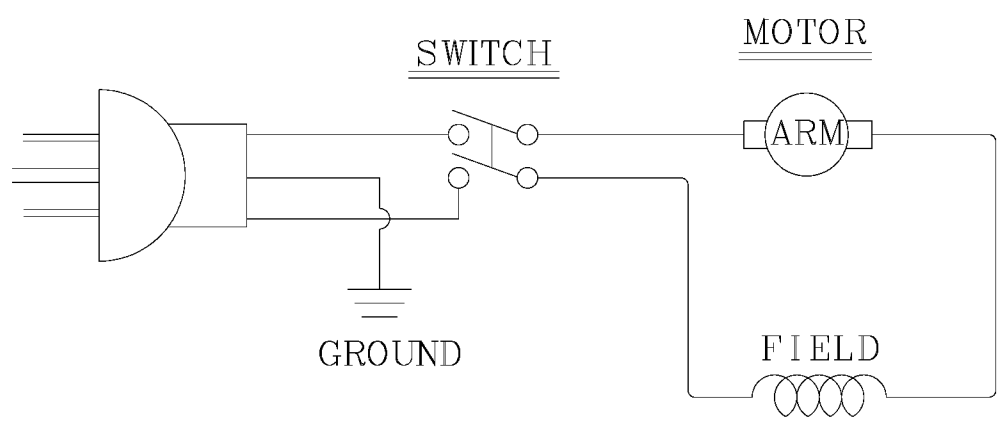 SWITCH
MOTOR
ARM
GROUND
FIELD